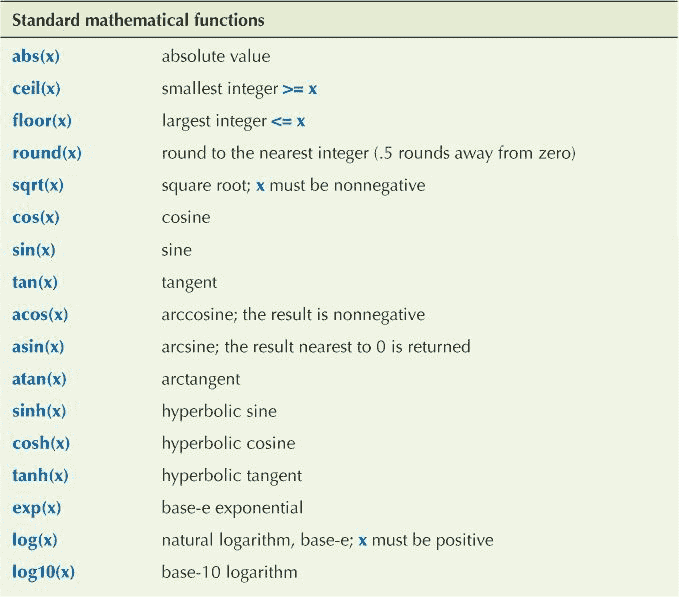 Standard mathematical functions
abs(x) absolute value
ceil(x) smallest integer >= x
floor(x) largest integer <= x
round(x) round to the nearest integer (.5 rounds away from zero)
sqrt(x) square root; x must be nonnegative
cos(x) cosine
sin(x) sine
tan(x) tangent
acos(x) arccosine; the result is nonnegative
asin(x) arcsine; the result nearest to 0 is returned
atan(x) arctangent
sinh(x) hyperbolic sine
cosh(x) hyperbolic cosine
tanh(x) hyperbolic tangent
exp(x) base-e exponential
log(x) natural logarithm, base-e; x must be positive
log10(x) base-10 logarithm